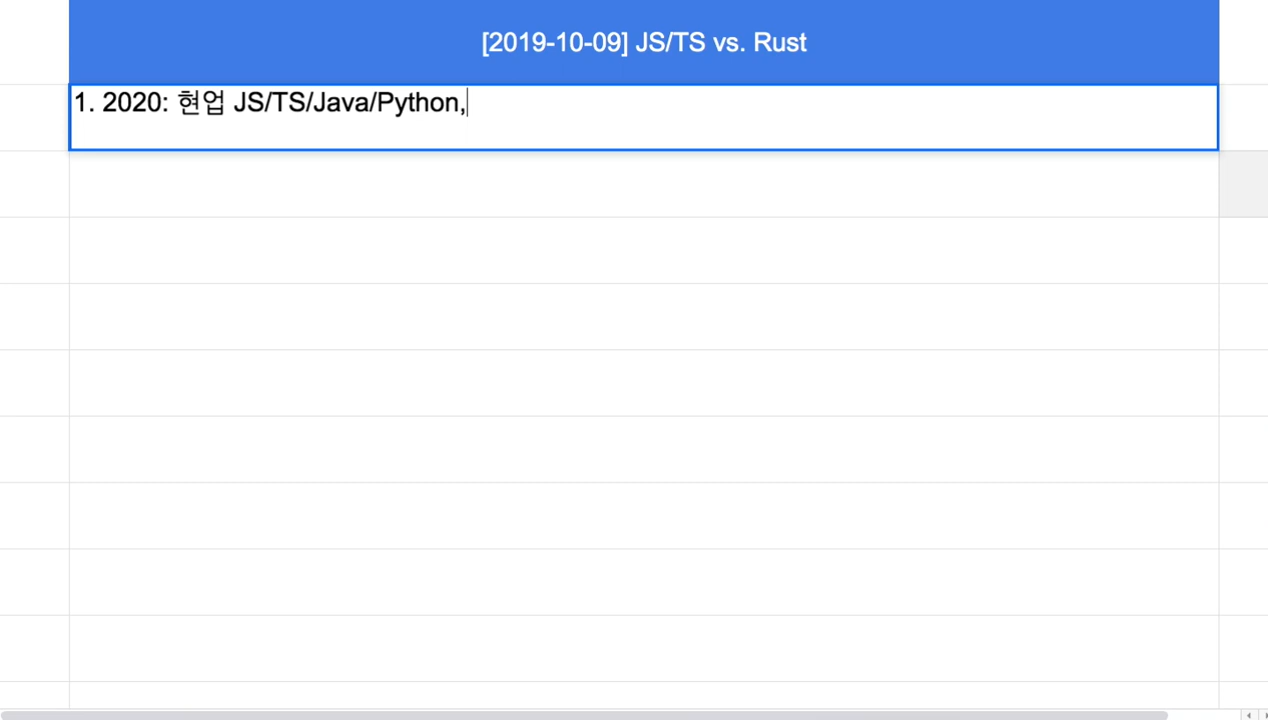 [2019-10-09] JS/TS vs. Rust
1. 2020: 현업 JS/TS/Java/Python,